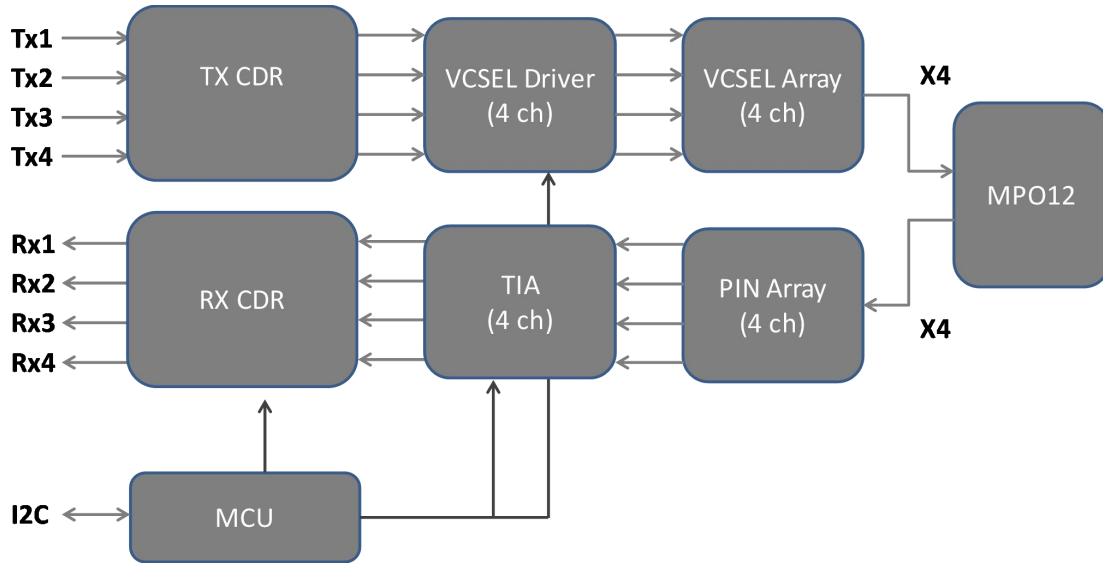 Tx1
Tx2
Tx3
Tx4
TX CDR
VCSEL Driver
(4 ch)
VCSEL Array
(4 ch)
X4
MPO12
Rx1
Rx2
Rx3
Rx4
RX CDR
TIA
(4 ch)
PIN Array
(4 ch)
X4
I2C
MCU